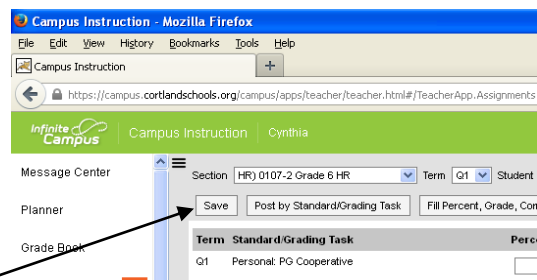 Campus Instruction - Mozilla Firefox
File Edit View History Bookmarks Tools Help
Campus Instruction +
https://campus.cortlandschools.org/campus/apps/teacher/teacher.html#/TeacherApp.Assignments
Infinite Campus Campus Instruction Cynthia
Message Center
Section HR) 0107-2 Grade 6 HR Term Q1 Student
Planner
Save Post by Standard/Grading Task Fill Percent, Grade,
Grade Book
Term Standard/Grading Task
Q1 Personal: PG Cooperative